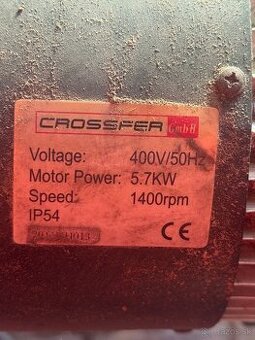 CROSSFER GmbH
Voltage: 400V/50Hz
Motor Power: 5.7KW
Speed: 1400rpm
IP54 CE